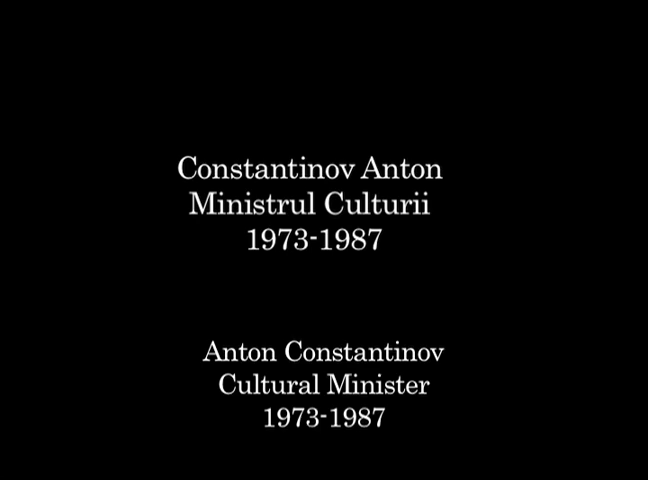 Constantinov Anton
Ministrul Culturii
1973-1987
Anton Constantinov
Cultural Minister
1973-1987